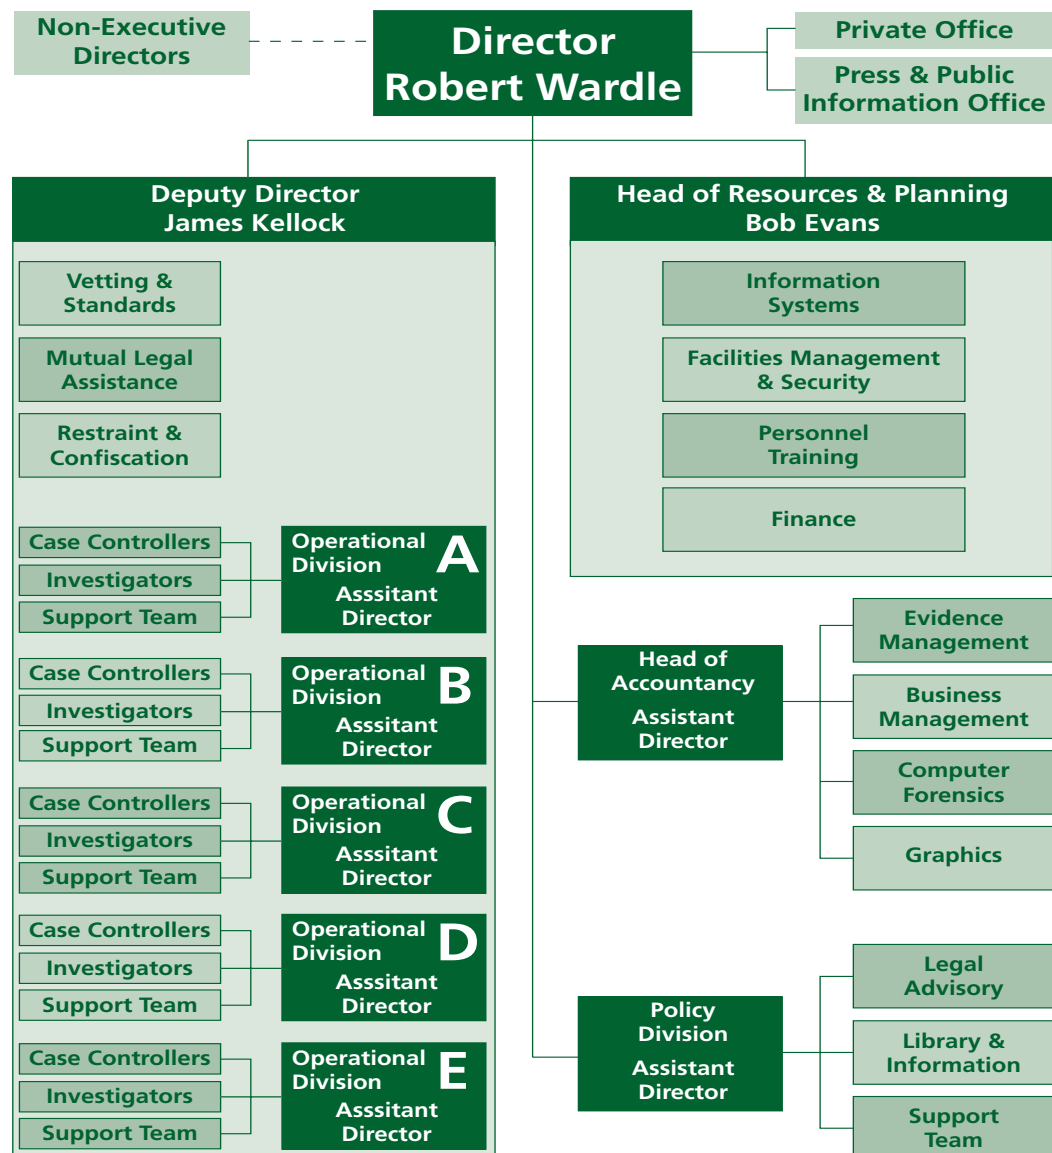 Non-Executive
Directors
Director
Robert Wardle
Private Office
Press & Public
Information Office
Deputy Director
James Kellock
Vetting &
Standards
Mutual Legal
Assistance
Restraint &
Confiscation
Case Controllers
Investigators
Support Team
Operational
Division
A
Asssitant
Director
Case Controllers
Investigators
Support Team
Operational
Division
B
Asssitant
Director
Case Controllers
Investigators
Support Team
Operational
Division
C
Asssitant
Director
Case Controllers
Investigators
Support Team
Operational
Division
D
Asssitant
Director
Case Controllers
Investigators
Support Team
Operational
Division
E
Asssitant
Director
Head of Resources & Planning
Bob Evans
Information
Systems
Facilities Management
& Security
Personnel
Training
Finance
Head of
Accountancy
Assistant
Director
Evidence
Management
Business
Management
Computer
Forensics
Graphics
Policy
Division
Assistant
Director
Legal
Advisory
Library &
Information
Support
Team